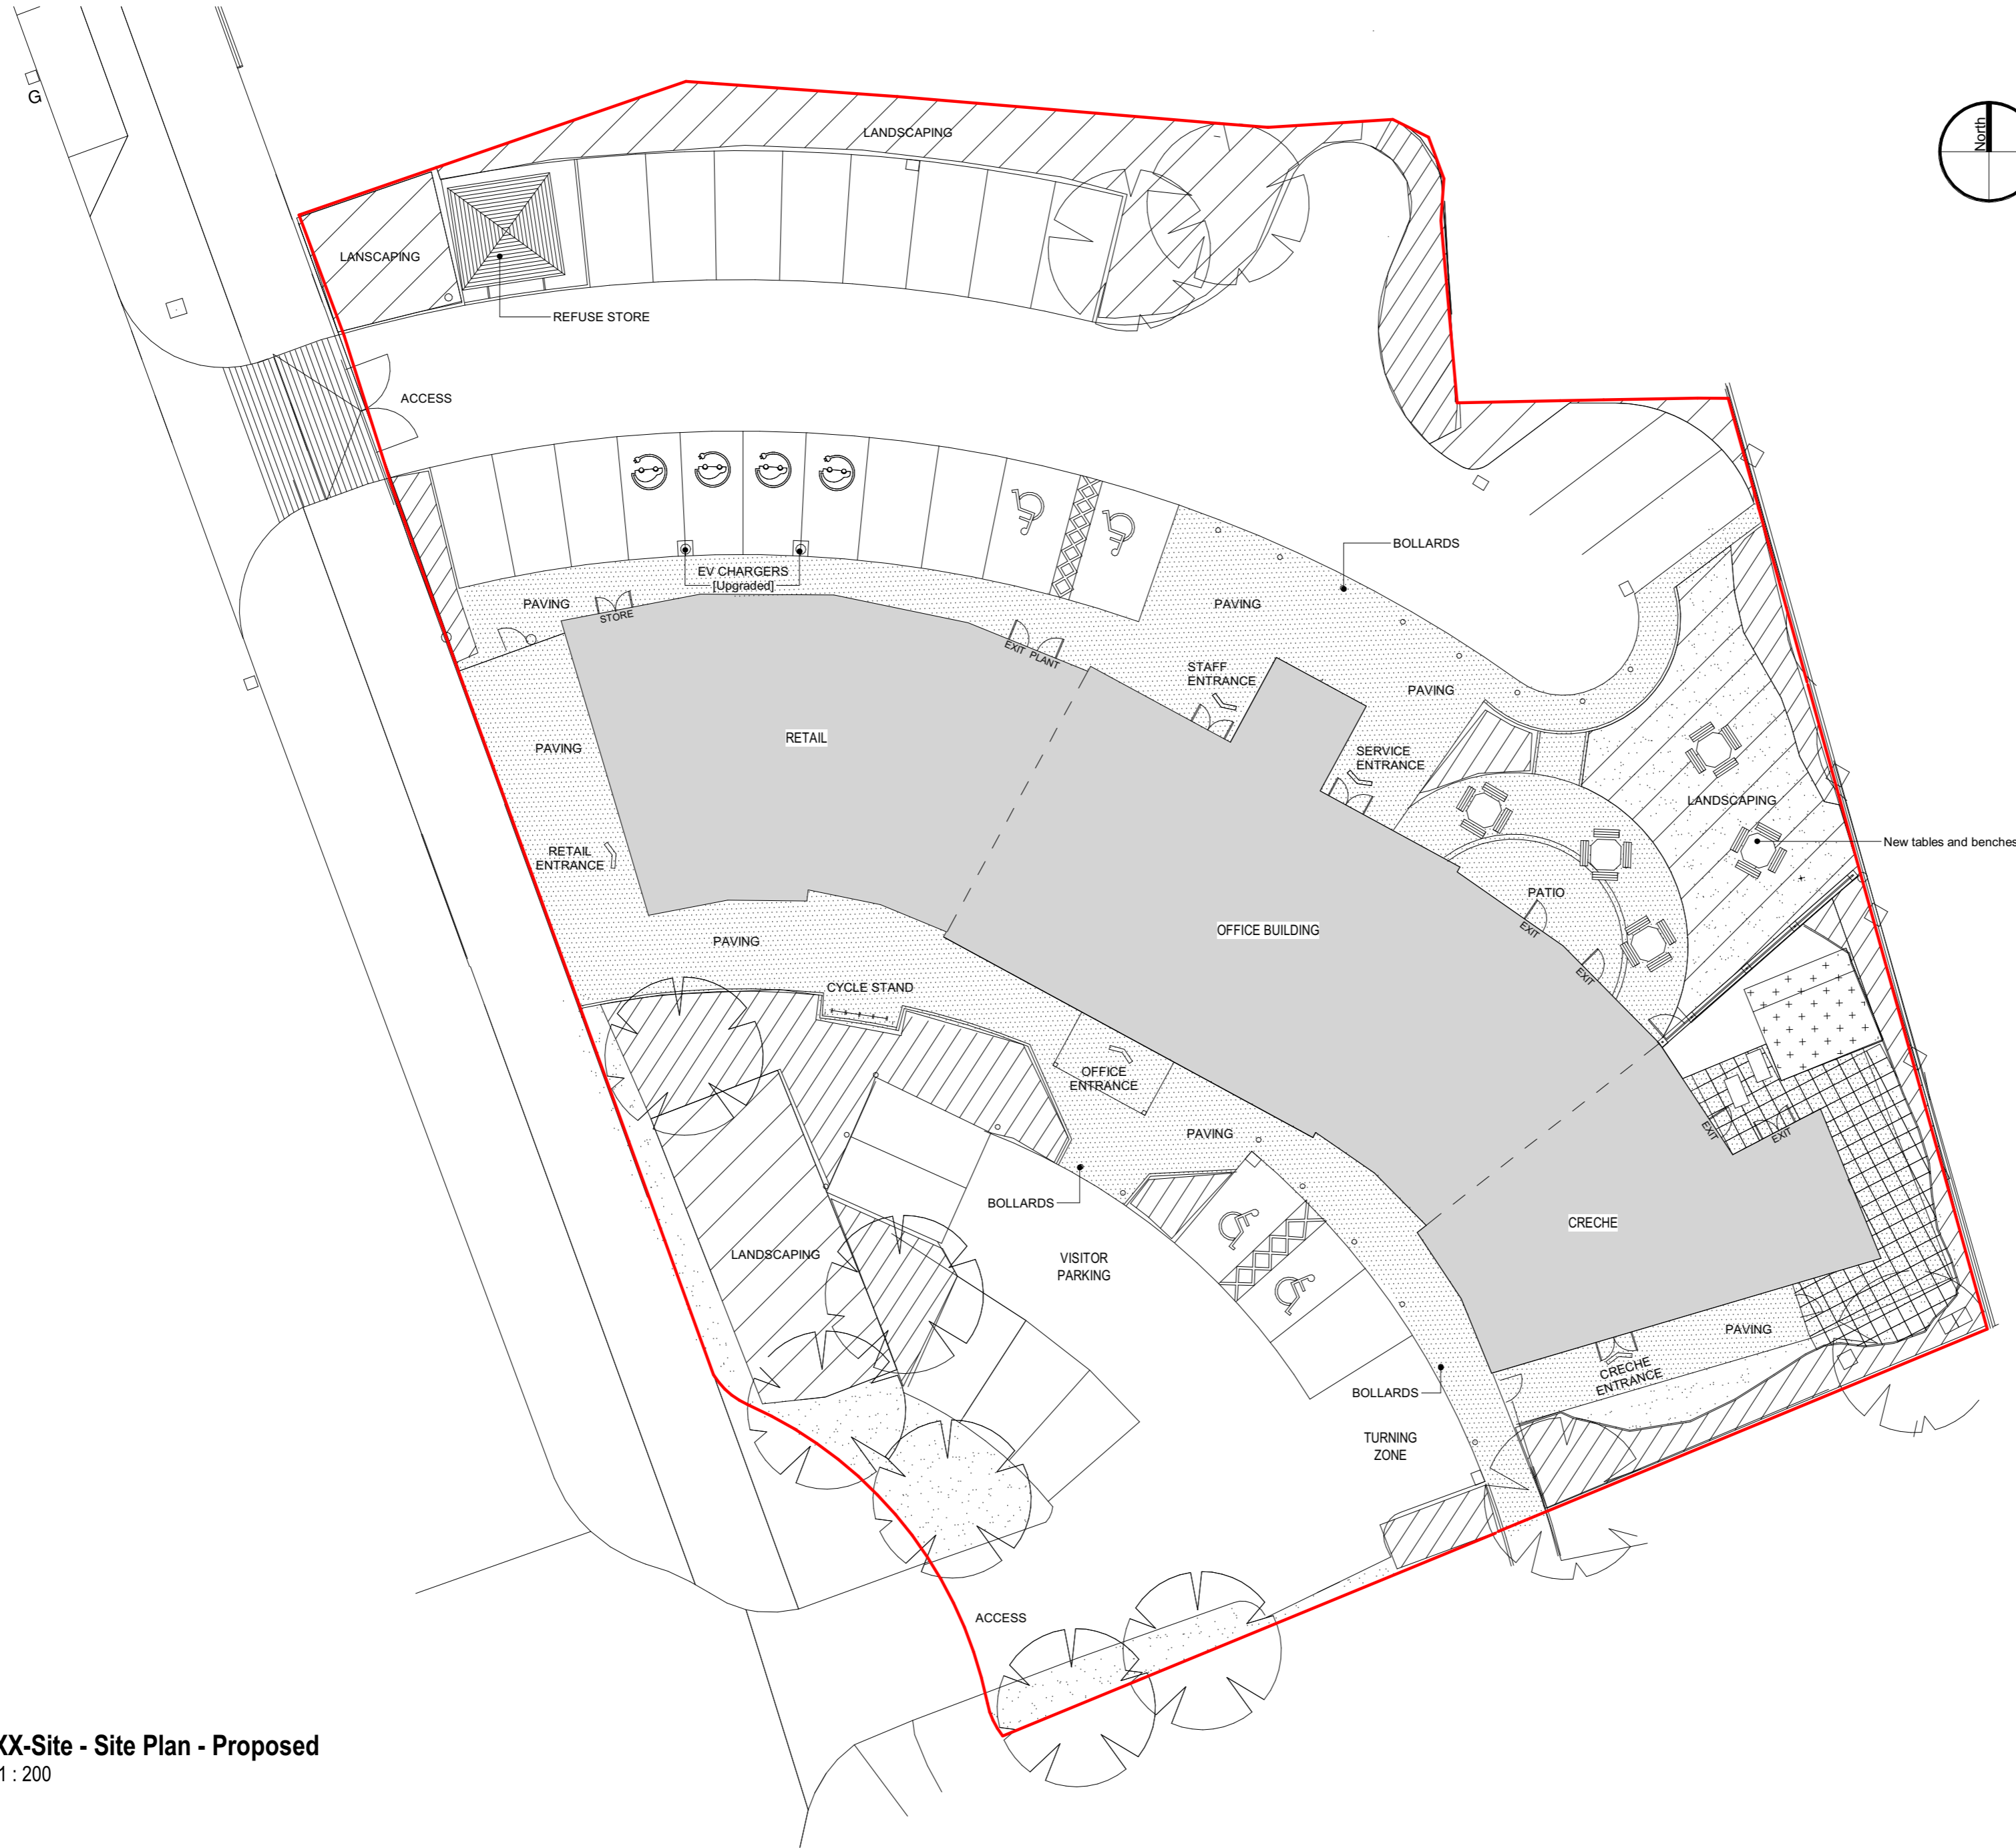 G
North
LANDSCAPING
LANSCAPING
REFUSE STORE
ACCESS
BOLLARDS
EV CHARGERS
[Upgraded]
PAVING
STORE
PAVING
EXIT PLANT
STAFF
ENTRANCE
PAVING
RETAIL
PAVING
SERVICE
ENTRANCE
LANDSCAPING
New tables and benches
RETAIL
ENTRANCE
PATIO
EXIT
OFFICE BUILDING
PAVING
EXIT
CYCLE STAND
OFFICE
ENTRANCE
PAVING
EXIT
EXIT
BOLLARDS
CRECHE
LANDSCAPING
VISITOR
PARKING
PAVING
CRECHE
ENTRANCE
BOLLARDS
TURNING
ZONE
ACCESS
XX-Site - Site Plan - Proposed
1 : 200